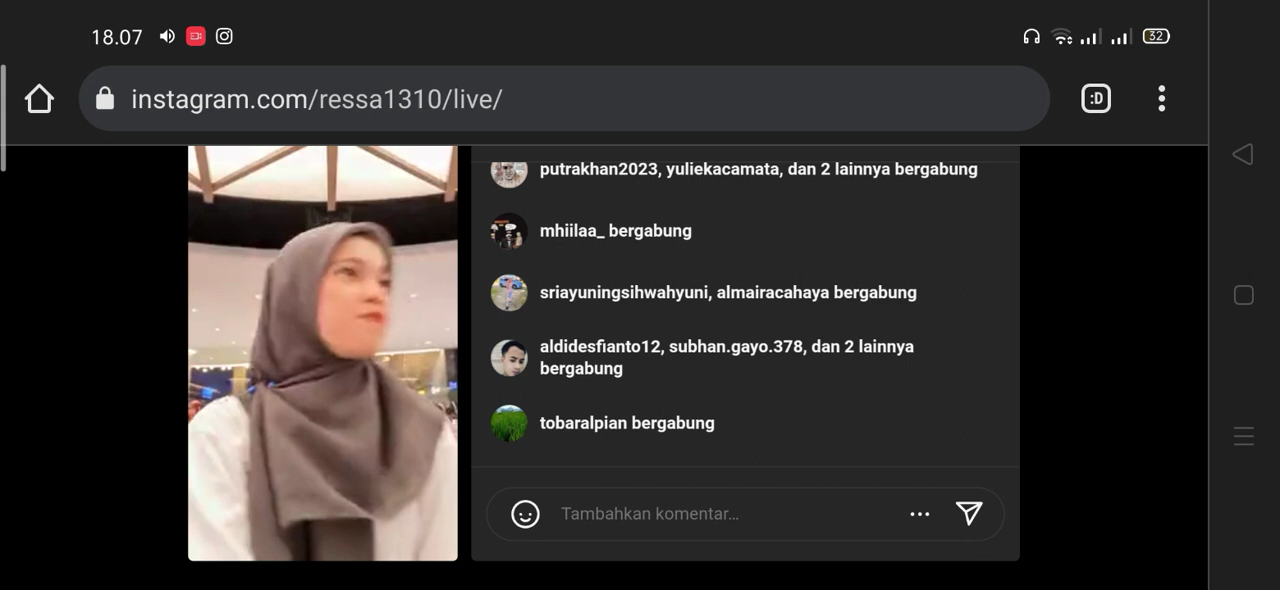 18.07
32
instagram.com/ressa1310/live/
:D
putrakhan2023, yuliekacamata, dan 2 lainnya bergabung
mhiilaa_ bergabung
sriayuningsihwahyuni, almairacahaya bergabung
aldidesfianto12, subhan.gayo.378, dan 2 lainnya
bergabung
tobaralpian bergabung
Tambahkan komentar...